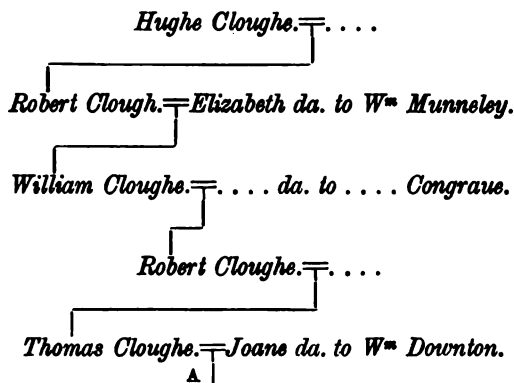 Hughe Cloughe.=. . . .
Robert Clough.=Elizabeth da. to Wᵐ Munneley.
William Cloughe.=. . . . da. to . . . . Congraue.
Robert Cloughe.=. . . .
Thomas Cloughe.=Joane da. to Wᵐ Downton.
A